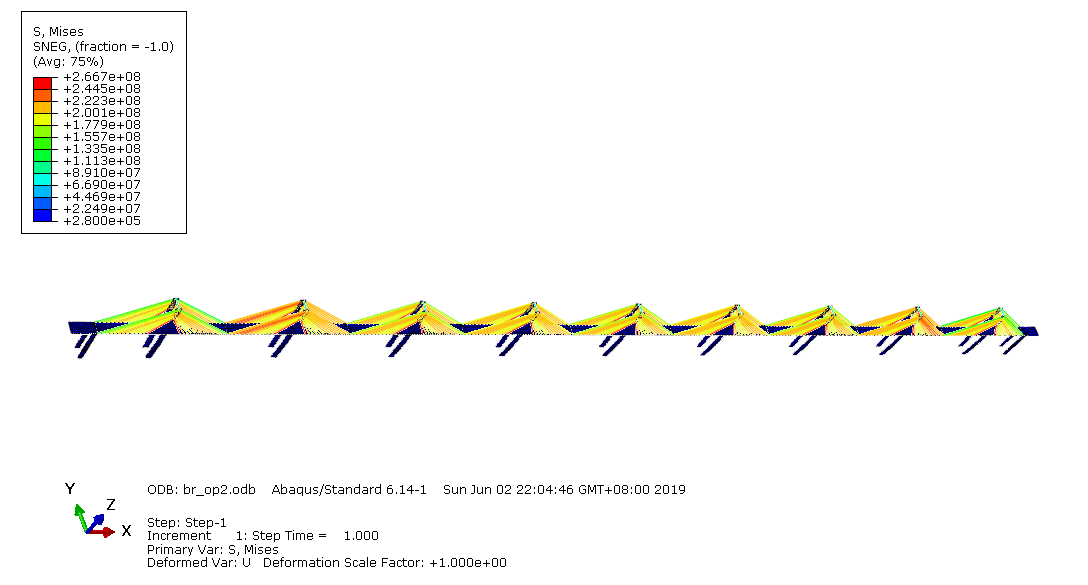 S, Mises
SNEG, (fraction = -1.0)
(Avg: 75%)
+2.667e+08
+2.445e+08
+2.223e+08
+2.001e+08
+1.779e+08
+1.557e+08
+1.335e+08
+1.113e+08
+8.910e+07
+6.690e+07
+4.469e+07
+2.249e+07
+2.800e+05
Y
Z
X
ODB: br_op2.odb    Abaqus/Standard 6.14-1    Sun Jun 02 22:04:46 GMT+08:00 2019
Step: Step-1
Increment      1: Step Time =    1.000
Primary Var: S, Mises
Deformed Var: U   Deformation Scale Factor: +1.000e+00